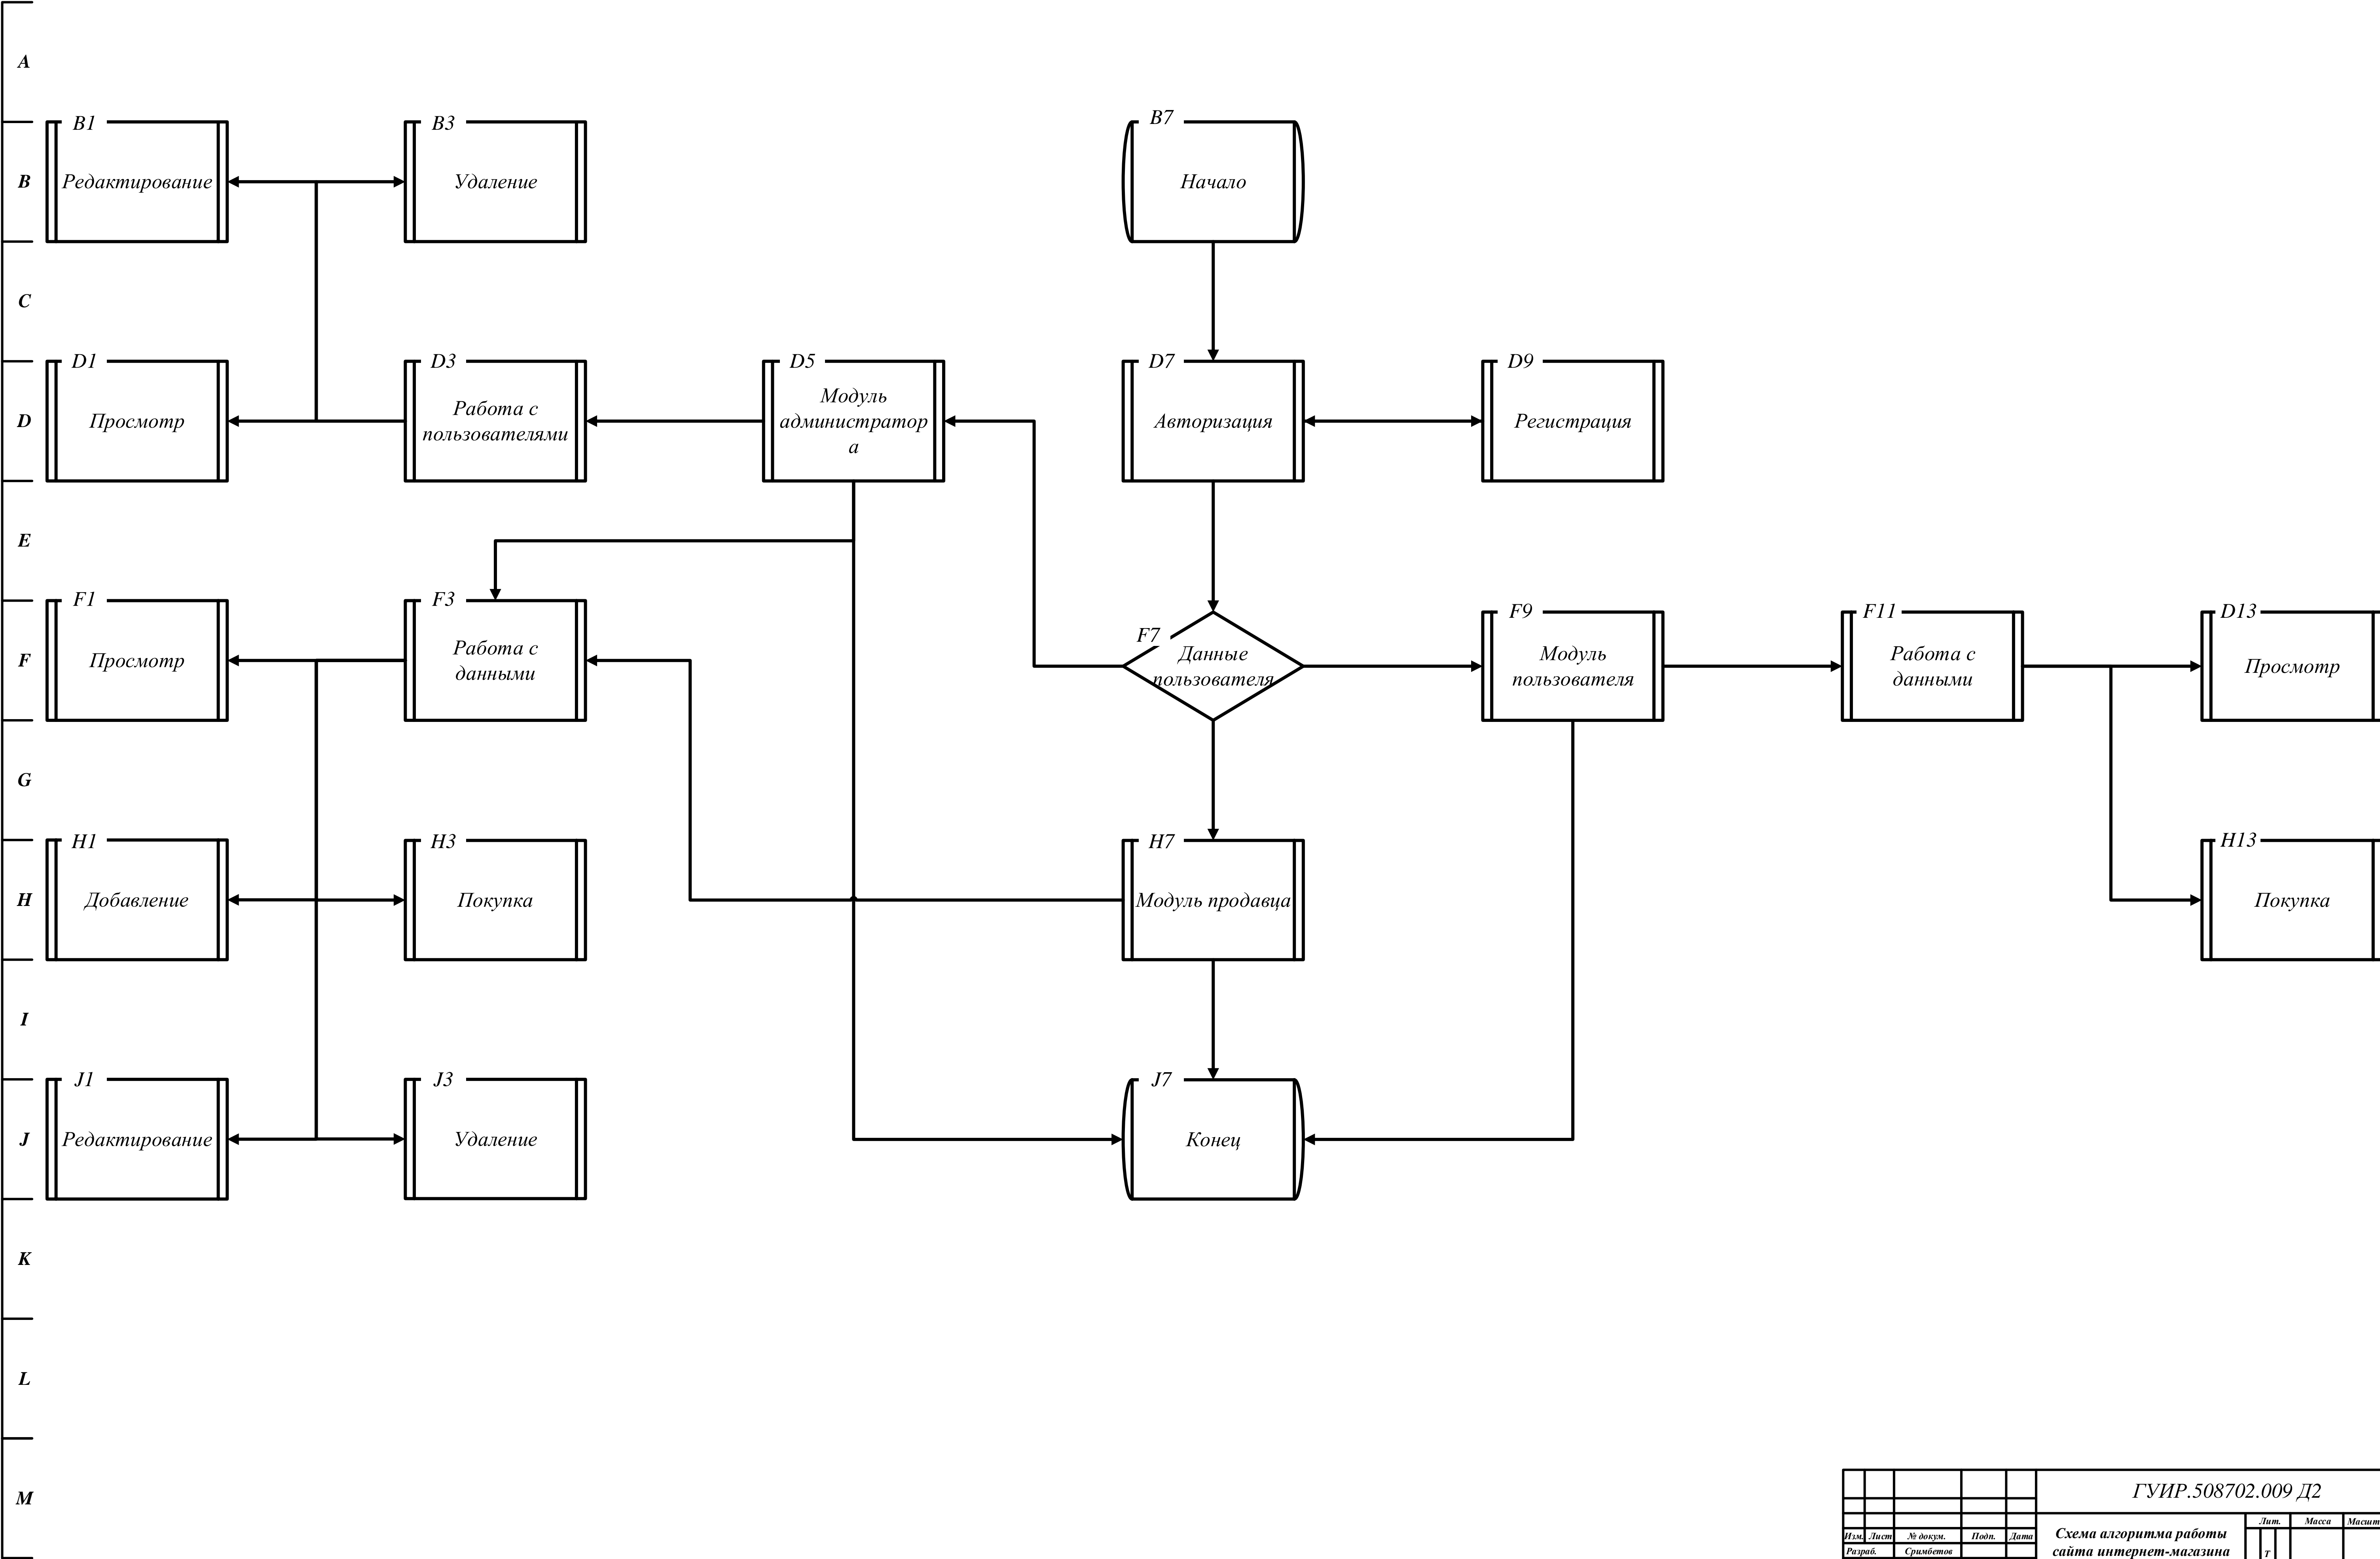 A
B1
B3
B7
B
Редактирование
Удаление
Начало
C
D1
D3
D5
D7
D9
D
Просмотр
Работа с
пользователями
Модуль
администратор
а
Авторизация
Регистрация
E
F1
F3
F7
F9
F11
D13
F
Просмотр
Работа с
данными
Данные
пользователя
Модуль
пользователя
Работа с
данными
Просмотр
G
H1
H3
H7
H13
H
Добавление
Покупка
Модуль продавца
Покупка
I
J1
J3
J7
J
Редактирование
Удаление
Конец
K
L
M
ГУИР.508702.009 Д2
Лит.
Масса
Масшт
Изм.
Лист
№ докум.
Подп.
Дата
Схема алгоритма работы
сайта интернет-магазина
Разраб.
Сримбетов
Т